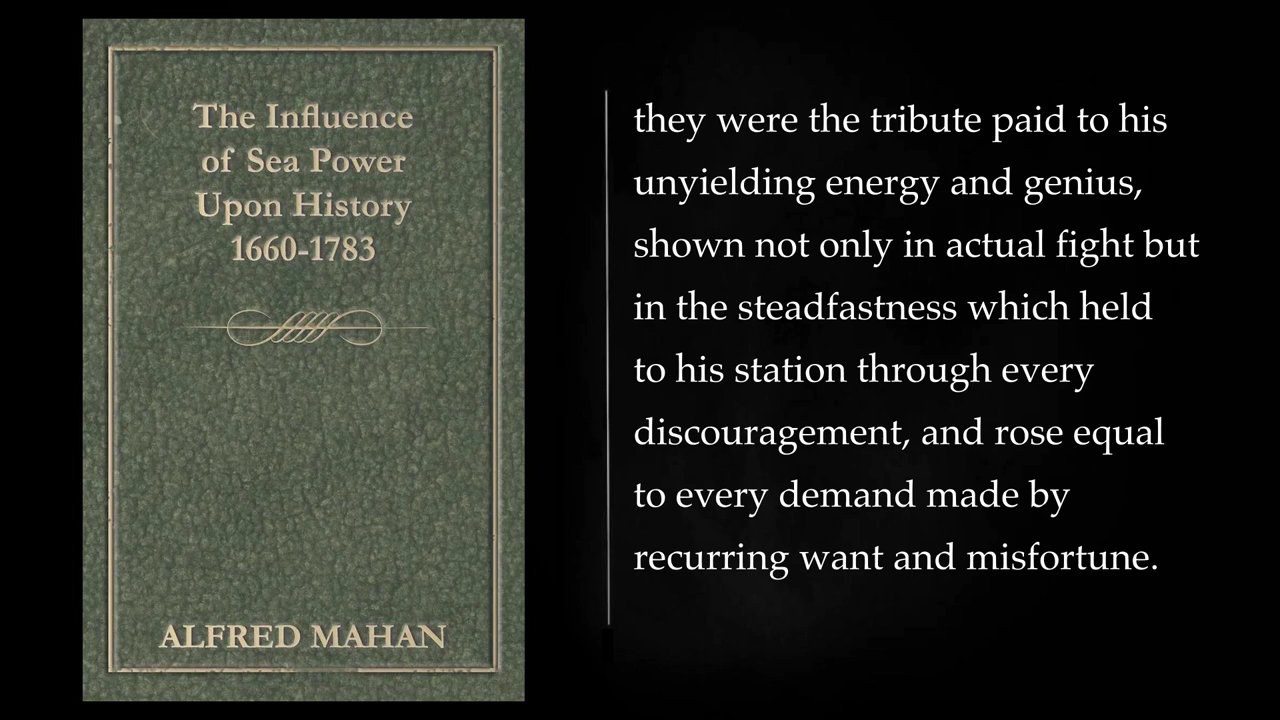 The Influence
of Sea Power
Upon History
1660-1783
ALFRED MAHAN
they were the tribute paid to his
unyielding energy and genius,
shown not only in actual fight but
in the steadfastness which held
to his station through every
discouragement, and rose equal
to every demand made by
recurring want and misfortune.